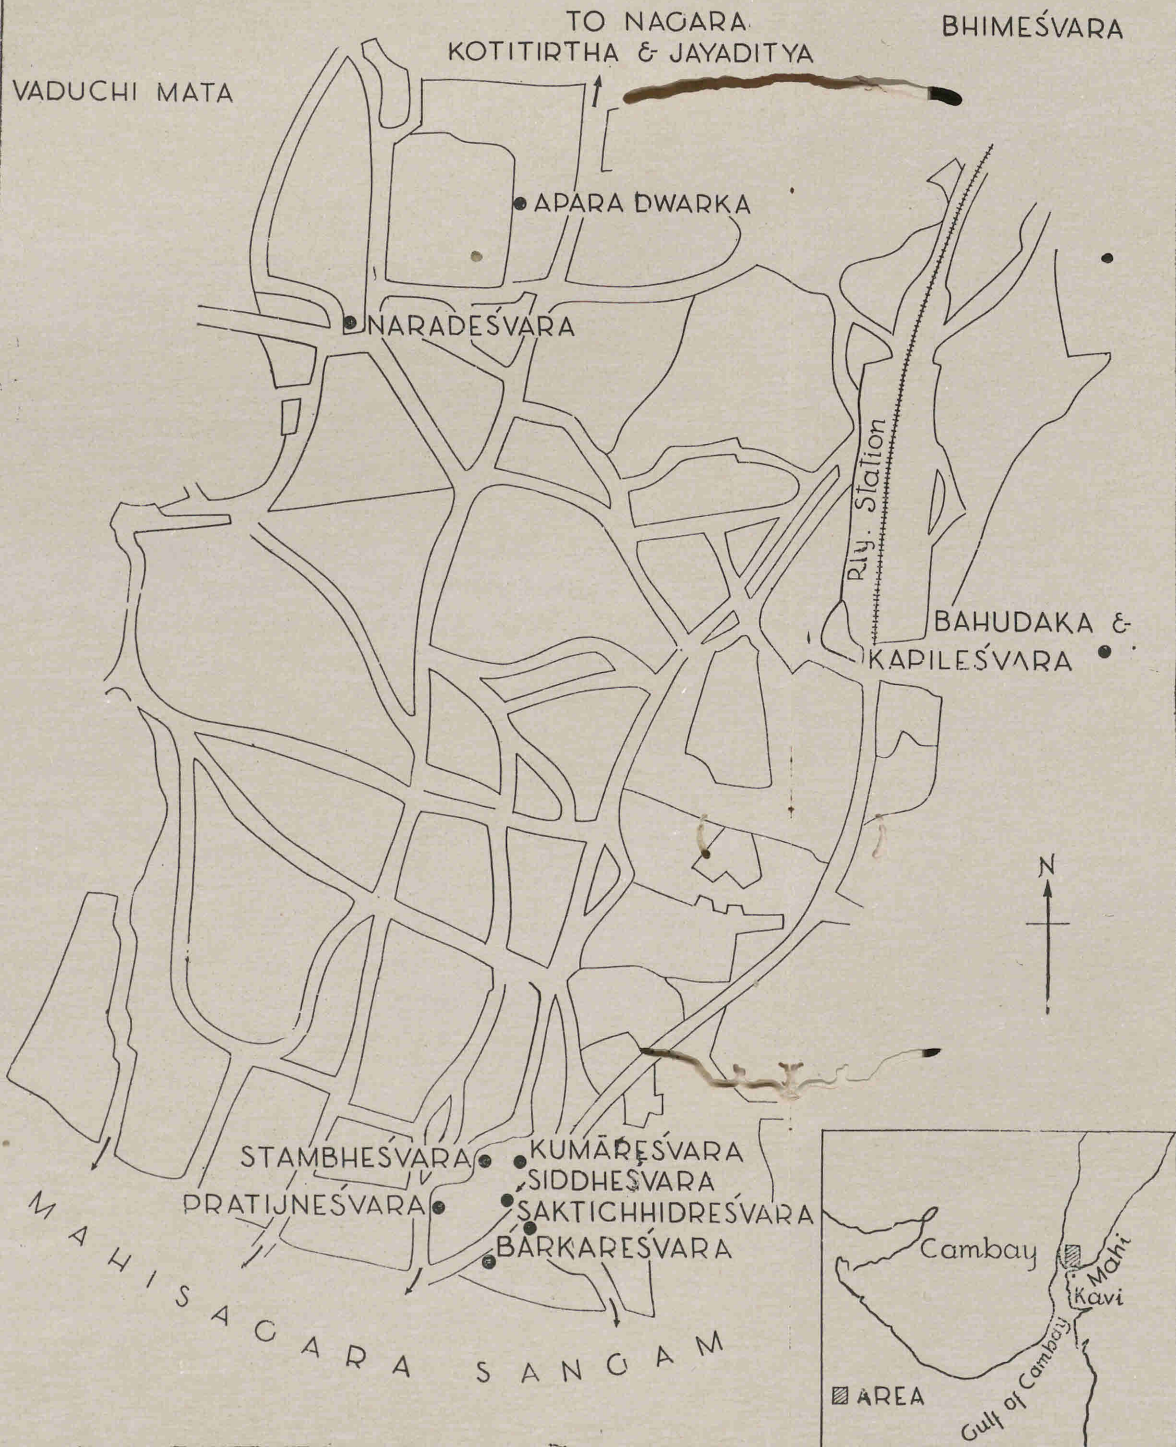 TO NAGARA
KOTITIRTHA & JAYADITYA
BHIMEŚVARA
VADUCHI MATA
APARA DWARKA
NARADEŚVARA
Rly. Station
BAHUDAKA &
KAPILEŚVARA
N
STAMBHEŚVARA
KUMĀREŚVARA
SIDDHEŚVARA
PRATIJNEŚVARA
SAKTICHHIDREŚVARA
BARKAREŚVARA
MAHISAGARA SANGAM
Cambay
Mahi
Kavi
Gulf of Cambay
AREA